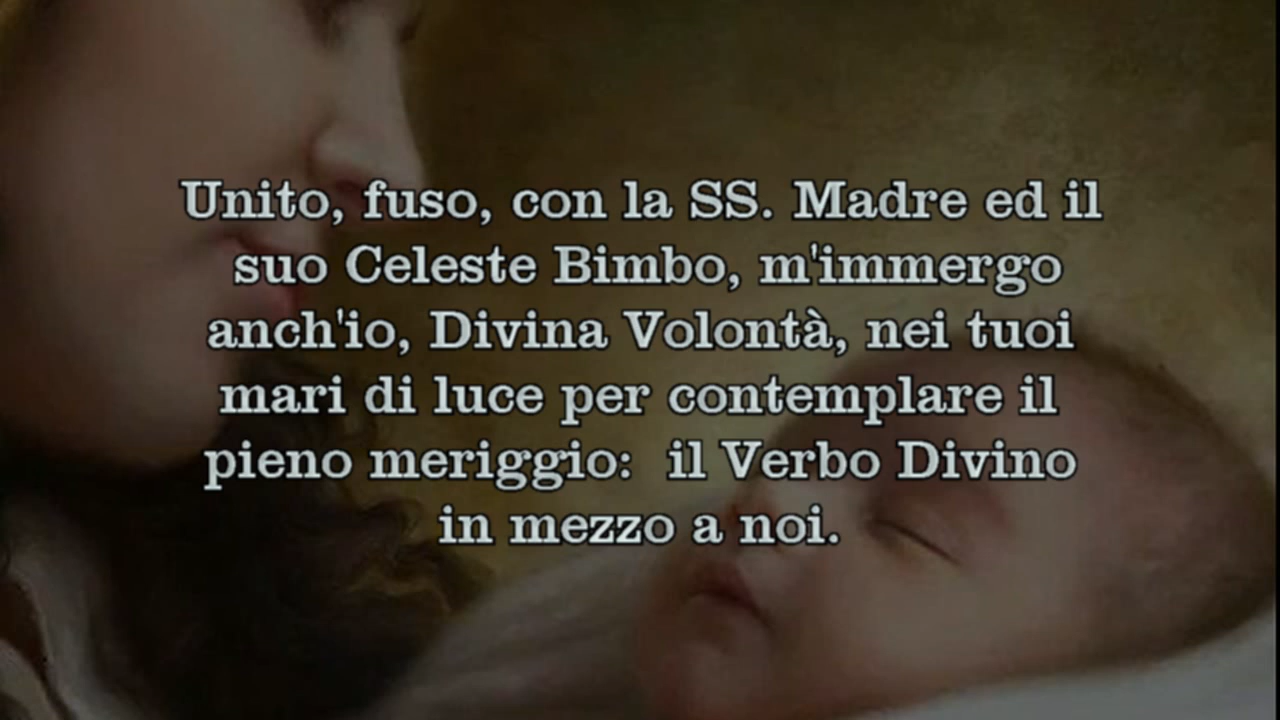 Unito, fuso, con la SS. Madre ed il
suo Celeste Bimbo, m'immergo
anch'io, Divina Volontà, nei tuoi
mari di luce per contemplare il
pieno meriggio: il Verbo Divino
in mezzo a noi.